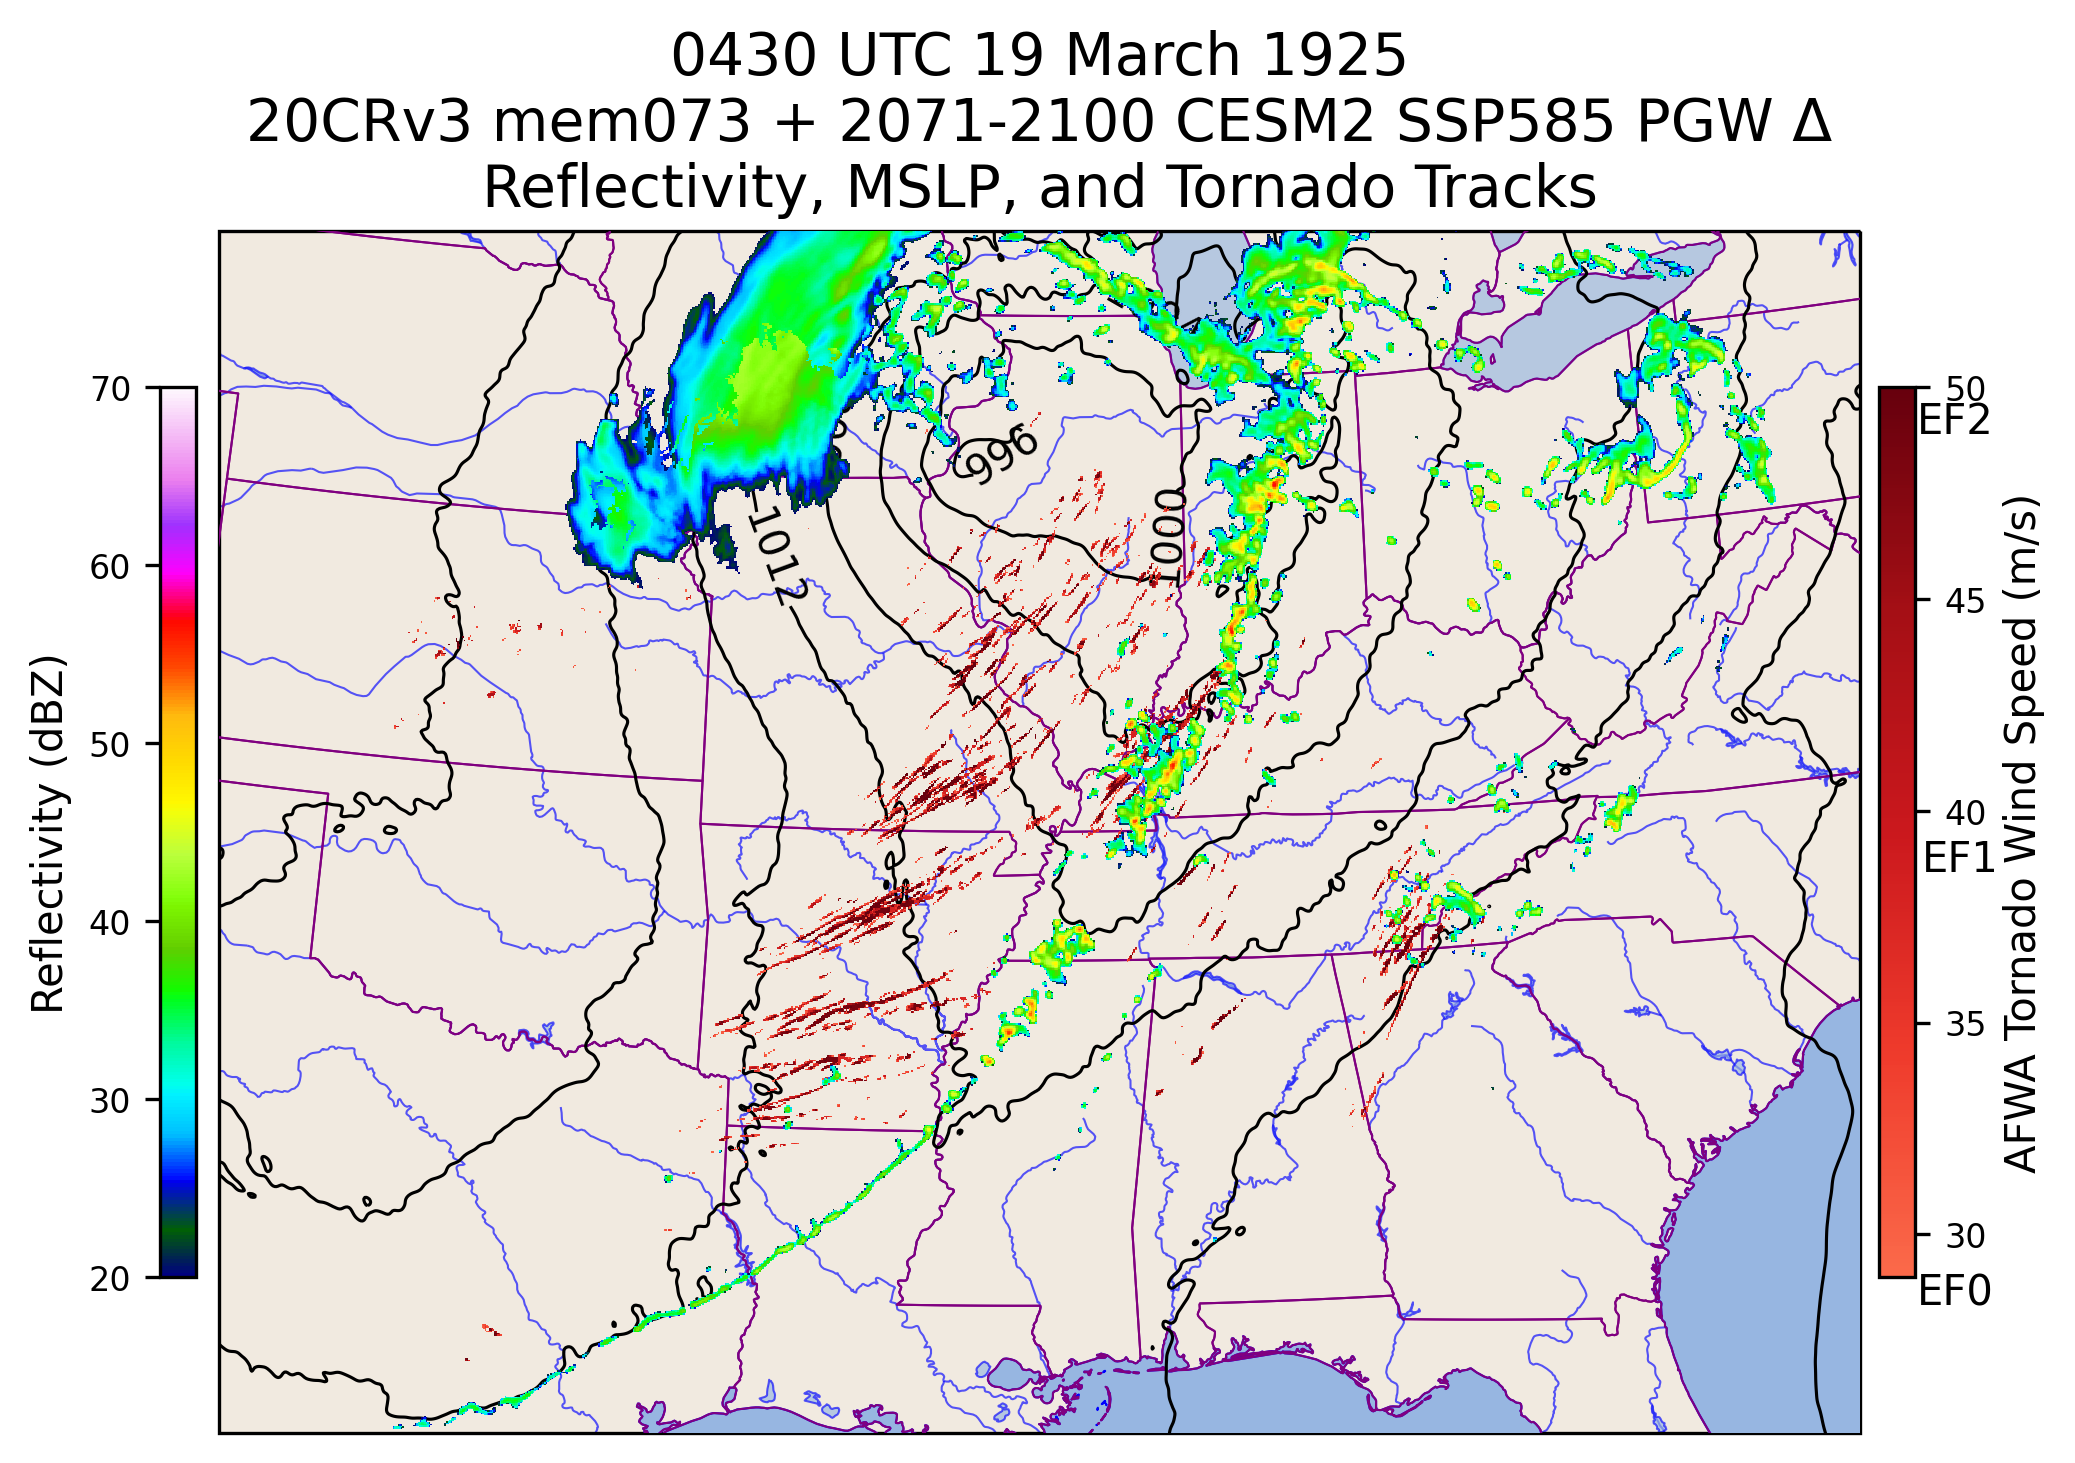 0430 UTC 19 March 1925
20CRv3 mem073 + 2071-2100 CESM2 SSP585 PGW Δ
Reflectivity, MSLP, and Tornado Tracks
70
60
50
40
30
20
Reflectivity (dBZ)
996
1000
1012
50
EF2
45
40
EF1
35
30
EF0
AFWA Tornado Wind Speed (m/s)